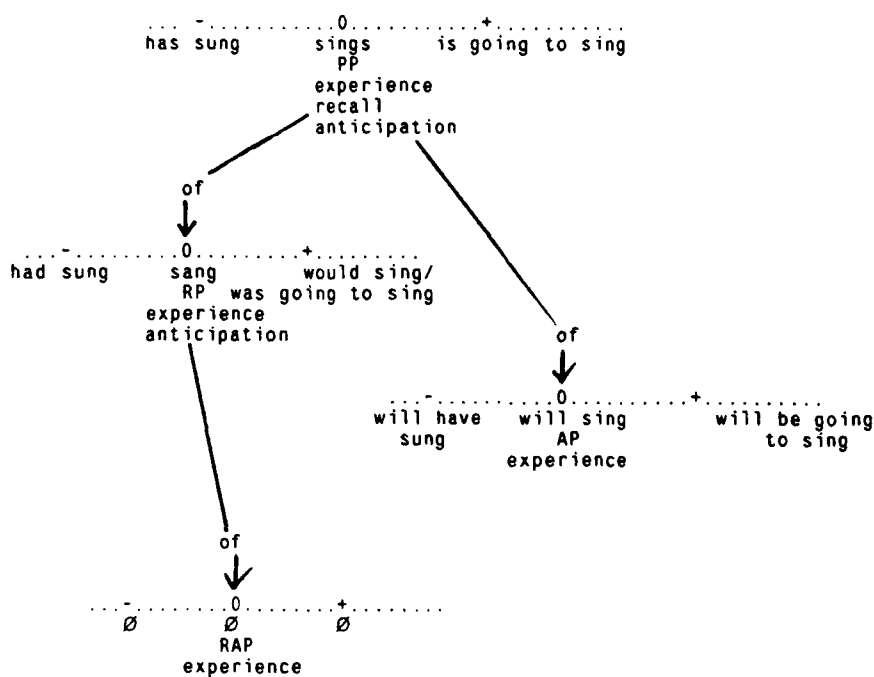 . . . . - . . . . . . . . . . . 0 . . . . . . . . . . . + . . . . . . . . . . .
has sung sings is going to sing
PP
experience
recall
anticipation
of
. . . . - . . . . . . . . . . 0 . . . . . . . . . . + . . . . . . . . .
had sung sang would sing/
RP was going to sing
experience
anticipation
of
. . . - . . . . . . . . . . . 0 . . . . . . . . . . . + . . . . . . . . . .
will have will sing will be going
sung AP to sing
experience
of
. . . - . . . . . . . . . 0 . . . . . . . . . + . . . . . . . .
Ø Ø Ø
RAP
experience